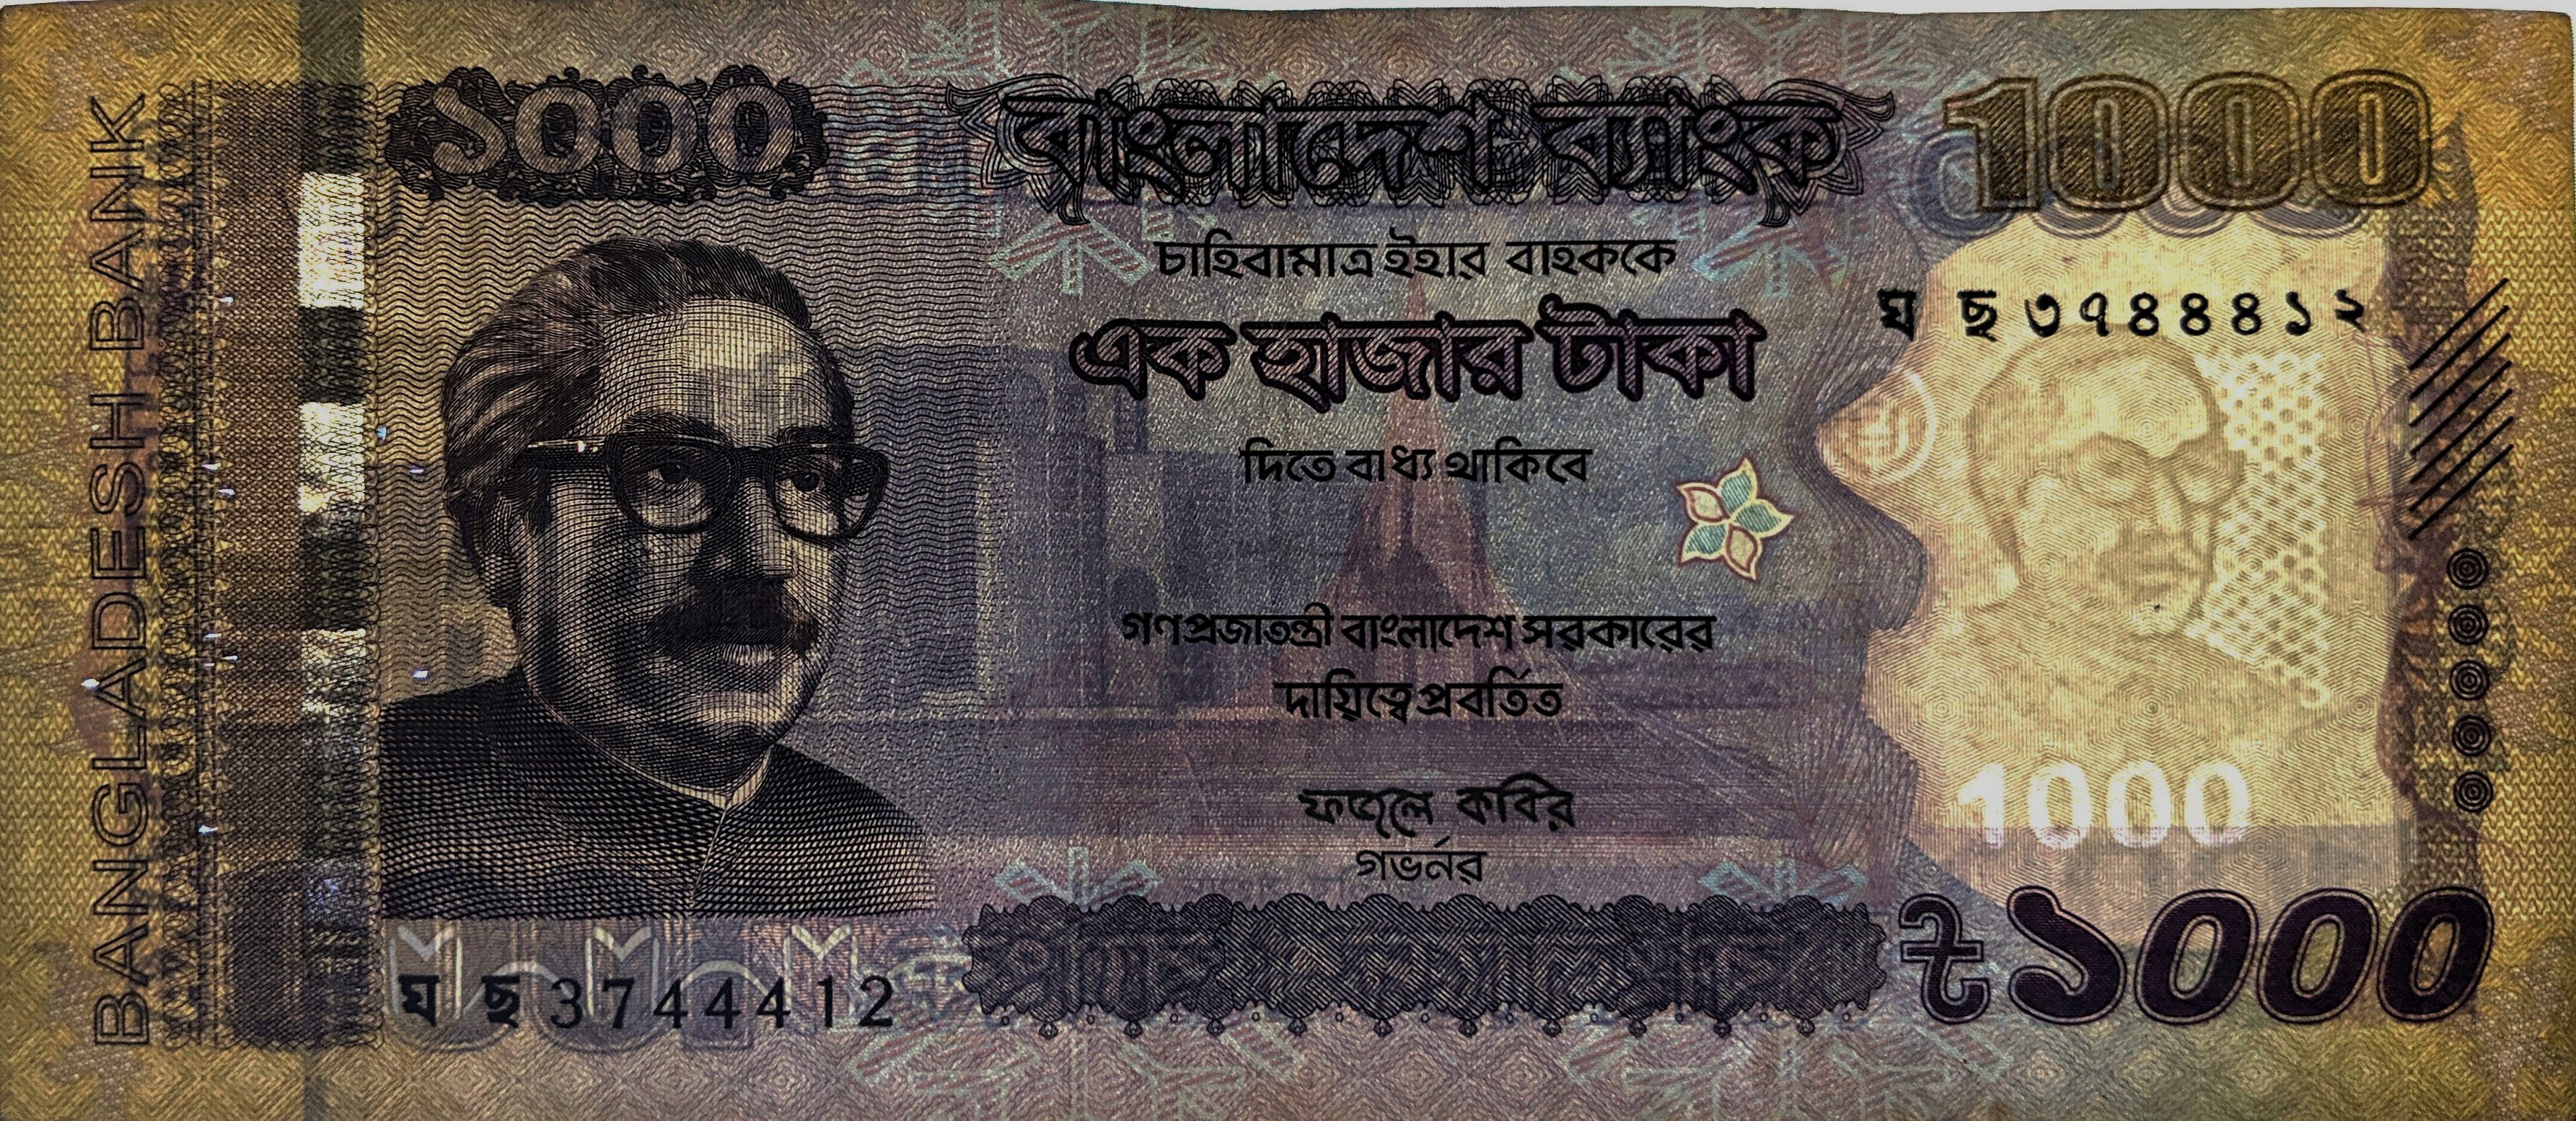 BANGLADESH BANK
১০০০
বাংলাদেশ ব্যাংক
1000
চাহিবামাত্র ইহার বাহককে
ঘ ছ ৩৭৪৪৪১২
এক হাজার টাকা
দিতে বাধ্য থাকিবে
গণপ্রজাতন্ত্রী বাংলাদেশ সরকারের
দায়িত্বে প্রবর্তিত
1000
ফজলে কবির
গভর্নর
ঘ ছ 3744412
৳১০০০